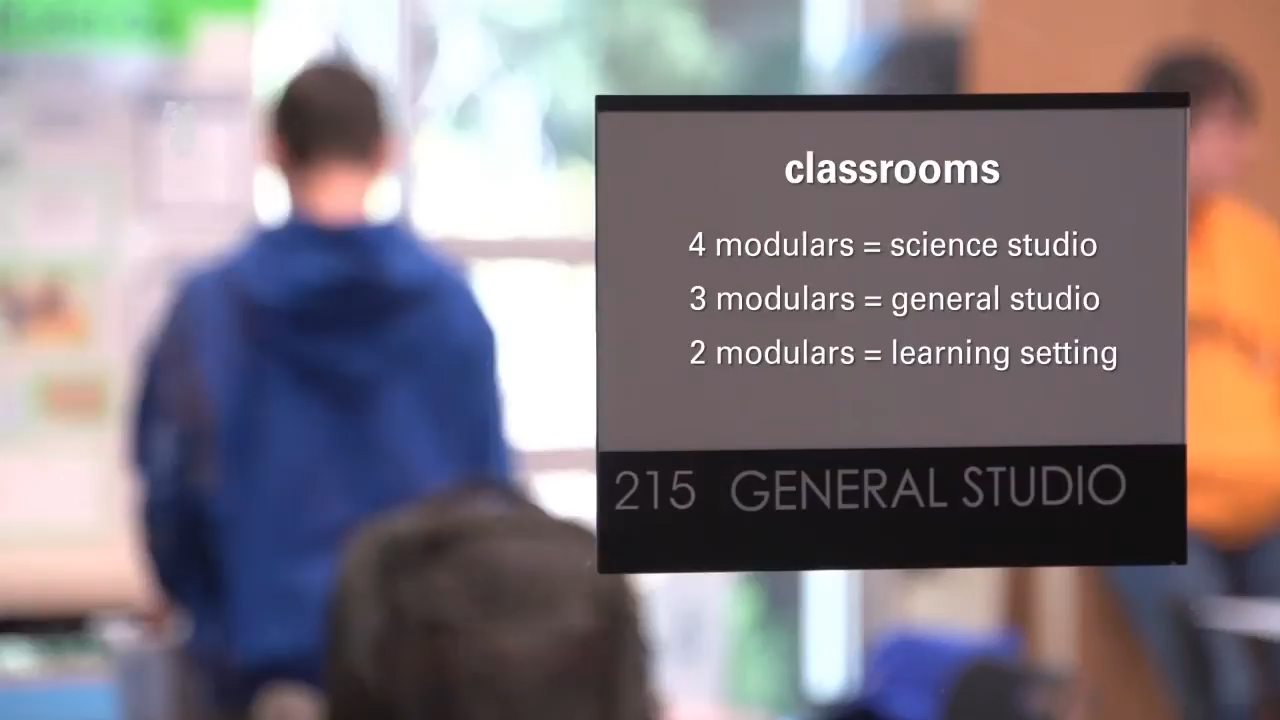 classrooms
4 modulars = science studio
3 modulars = general studio
2 modulars = learning setting
215 GENERAL STUDIO